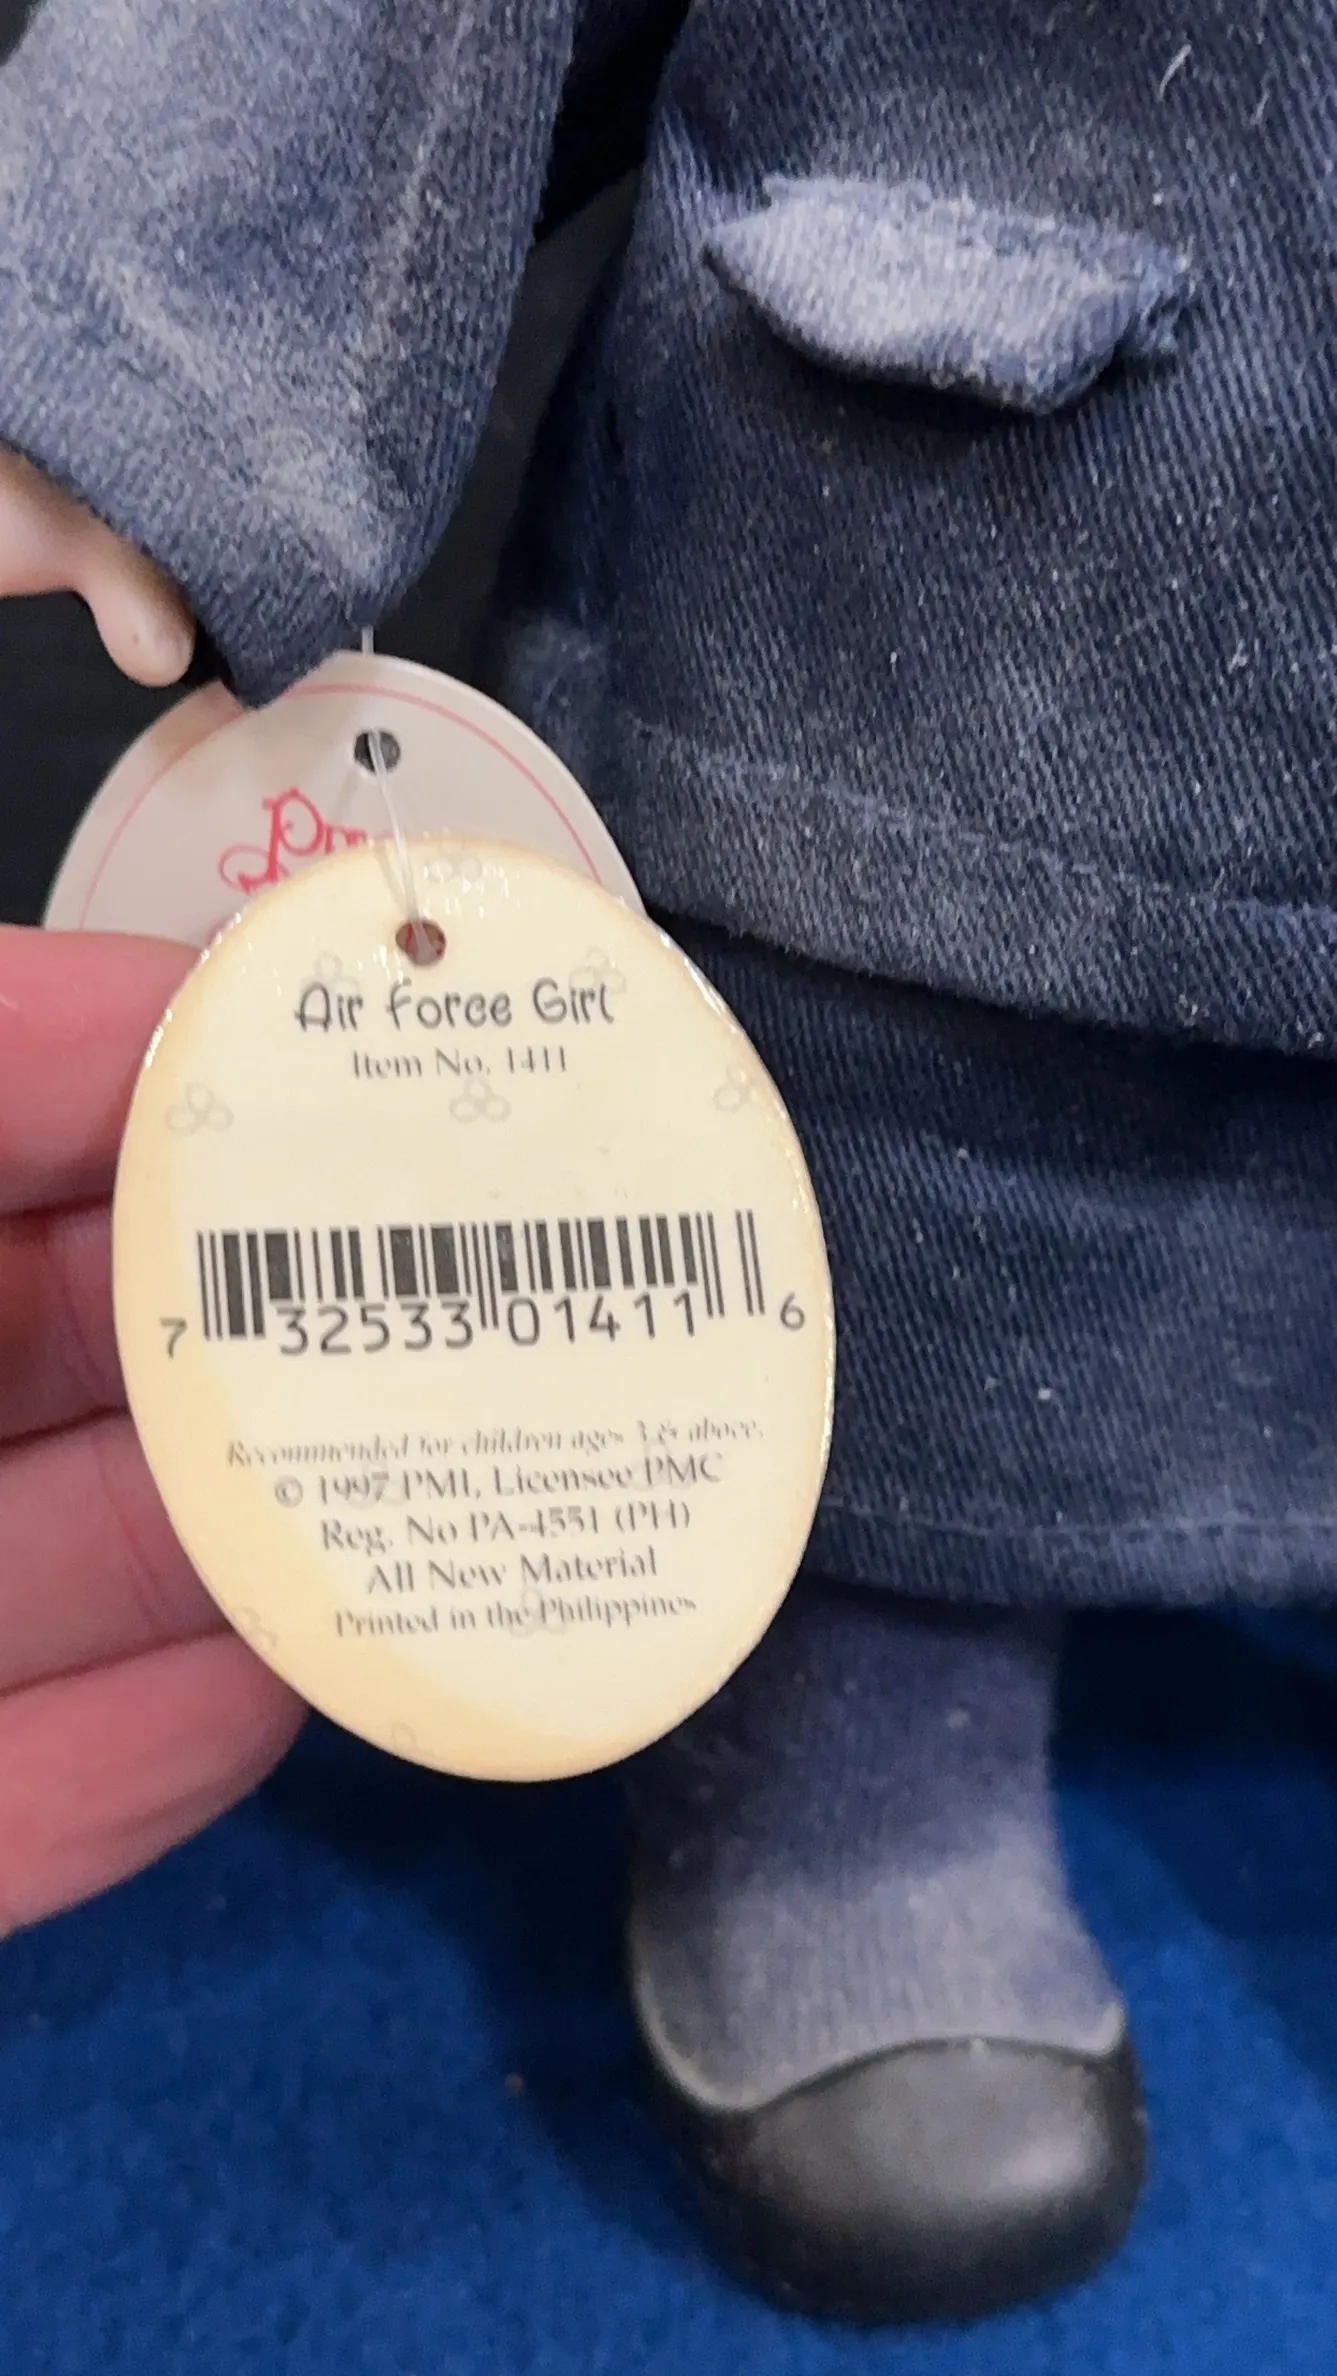 Air Force Girl
Item No. 1411
7 32533 01411 6
Recommended for children ages 3 & above.
© 1997 PMI, Licensee PMC
Reg. No PA-4551 (PH)
All New Material
Printed in the Philippines